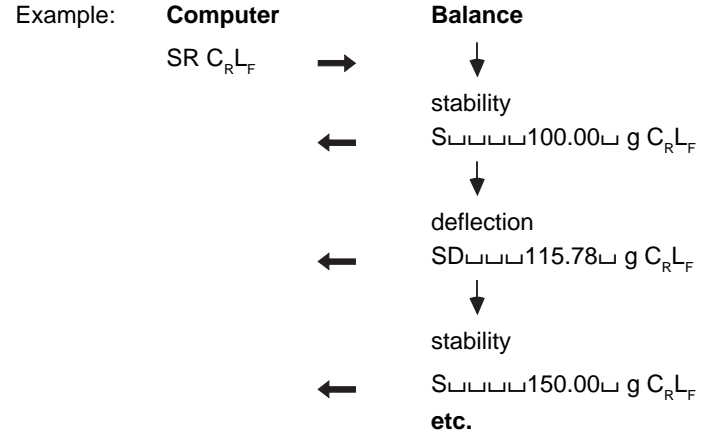 Example: Computer Balance
SR CRLF
stability
S␣␣␣␣100.00␣ g CRLF
deflection
SD␣␣␣115.78␣ g CRLF
stability
S␣␣␣␣150.00␣ g CRLF
etc.